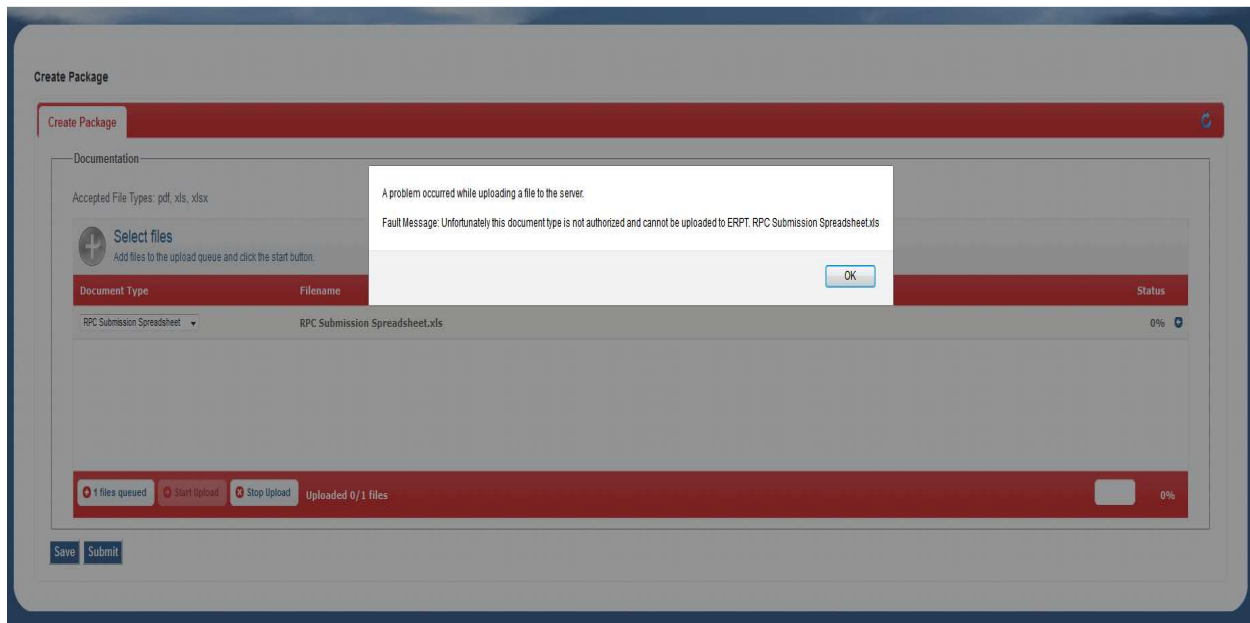 Create Package
Create Package
Documentation
Accepted File Types: pdf, xls, xlsx
Select files
Add files to the upload queue and click the start button.
A problem occurred while uploading a file to the server.
Fault Message: Unfortunately this document type is not authorized and cannot be uploaded to ERPT. RPC Submission Spreadsheet.xls
OK
Document Type Filename Status
RPC Submission Spreadsheet RPC Submission Spreadsheet.xls 0%
1 files queued Start Upload Stop Upload Uploaded 0/1 files 0%
Save Submit